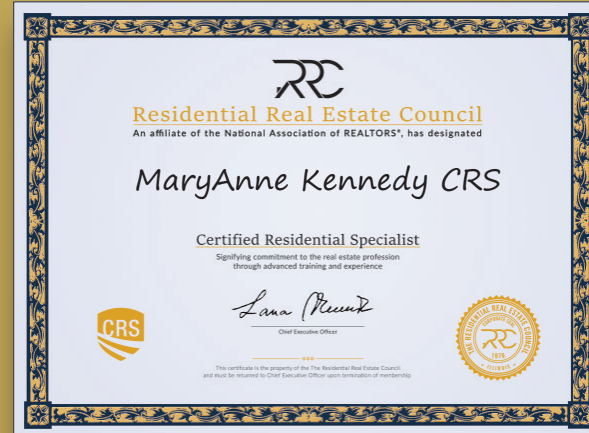 RRC
Residential Real Estate Council
An affiliate of the National Association of REALTORS®, has designated
MaryAnne Kennedy CRS
Certified Residential Specialist
Signifying commitment to the real estate profession
through advanced training and experience
Chief Executive Officer
CRS
THE RESIDENTIAL REAL ESTATE COUNCIL
CORPORATE SEAL
RRC
1976
ILLINOIS
This certificate is the property of the The Residential Real Estate Council
and must be returned to Chief Executive Officer upon termination of membership.